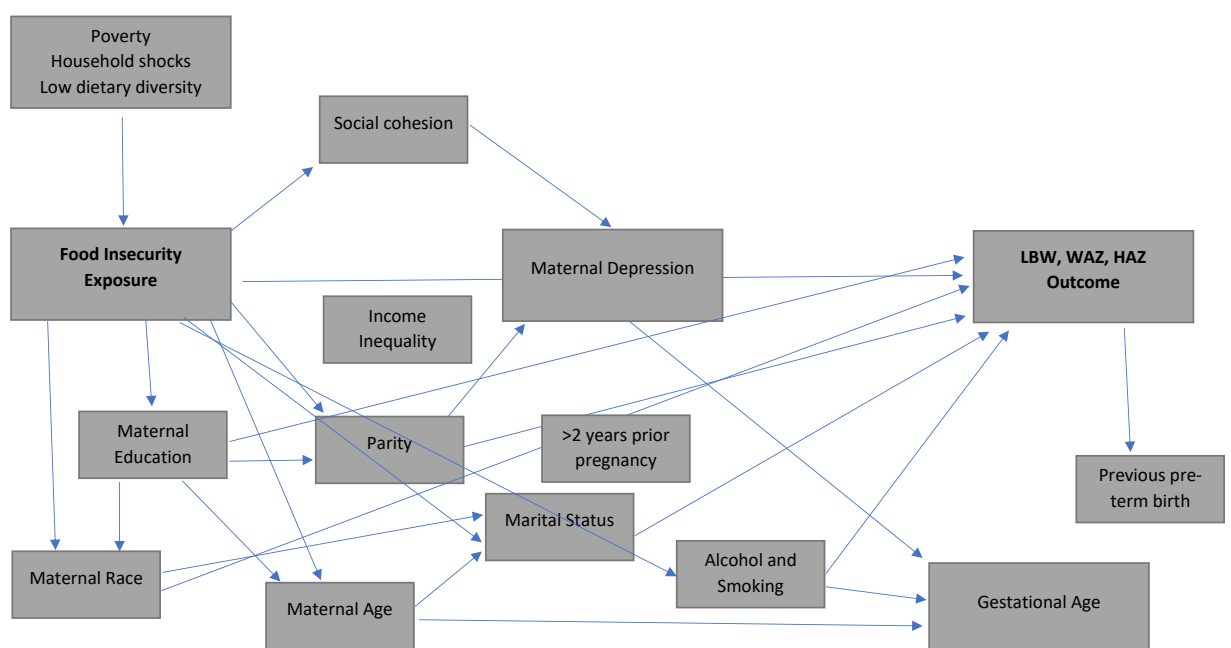 Poverty
Household shocks
Low dietary diversity
Social cohesion
Food Insecurity
Exposure
Maternal Depression
LBW, WAZ, HAZ
Outcome
Income
Inequality
Maternal
Education
Parity
>2 years prior
pregnancy
Previous pre-
term birth
Marital Status
Maternal Race
Alcohol and
Smoking
Maternal Age
Gestational Age